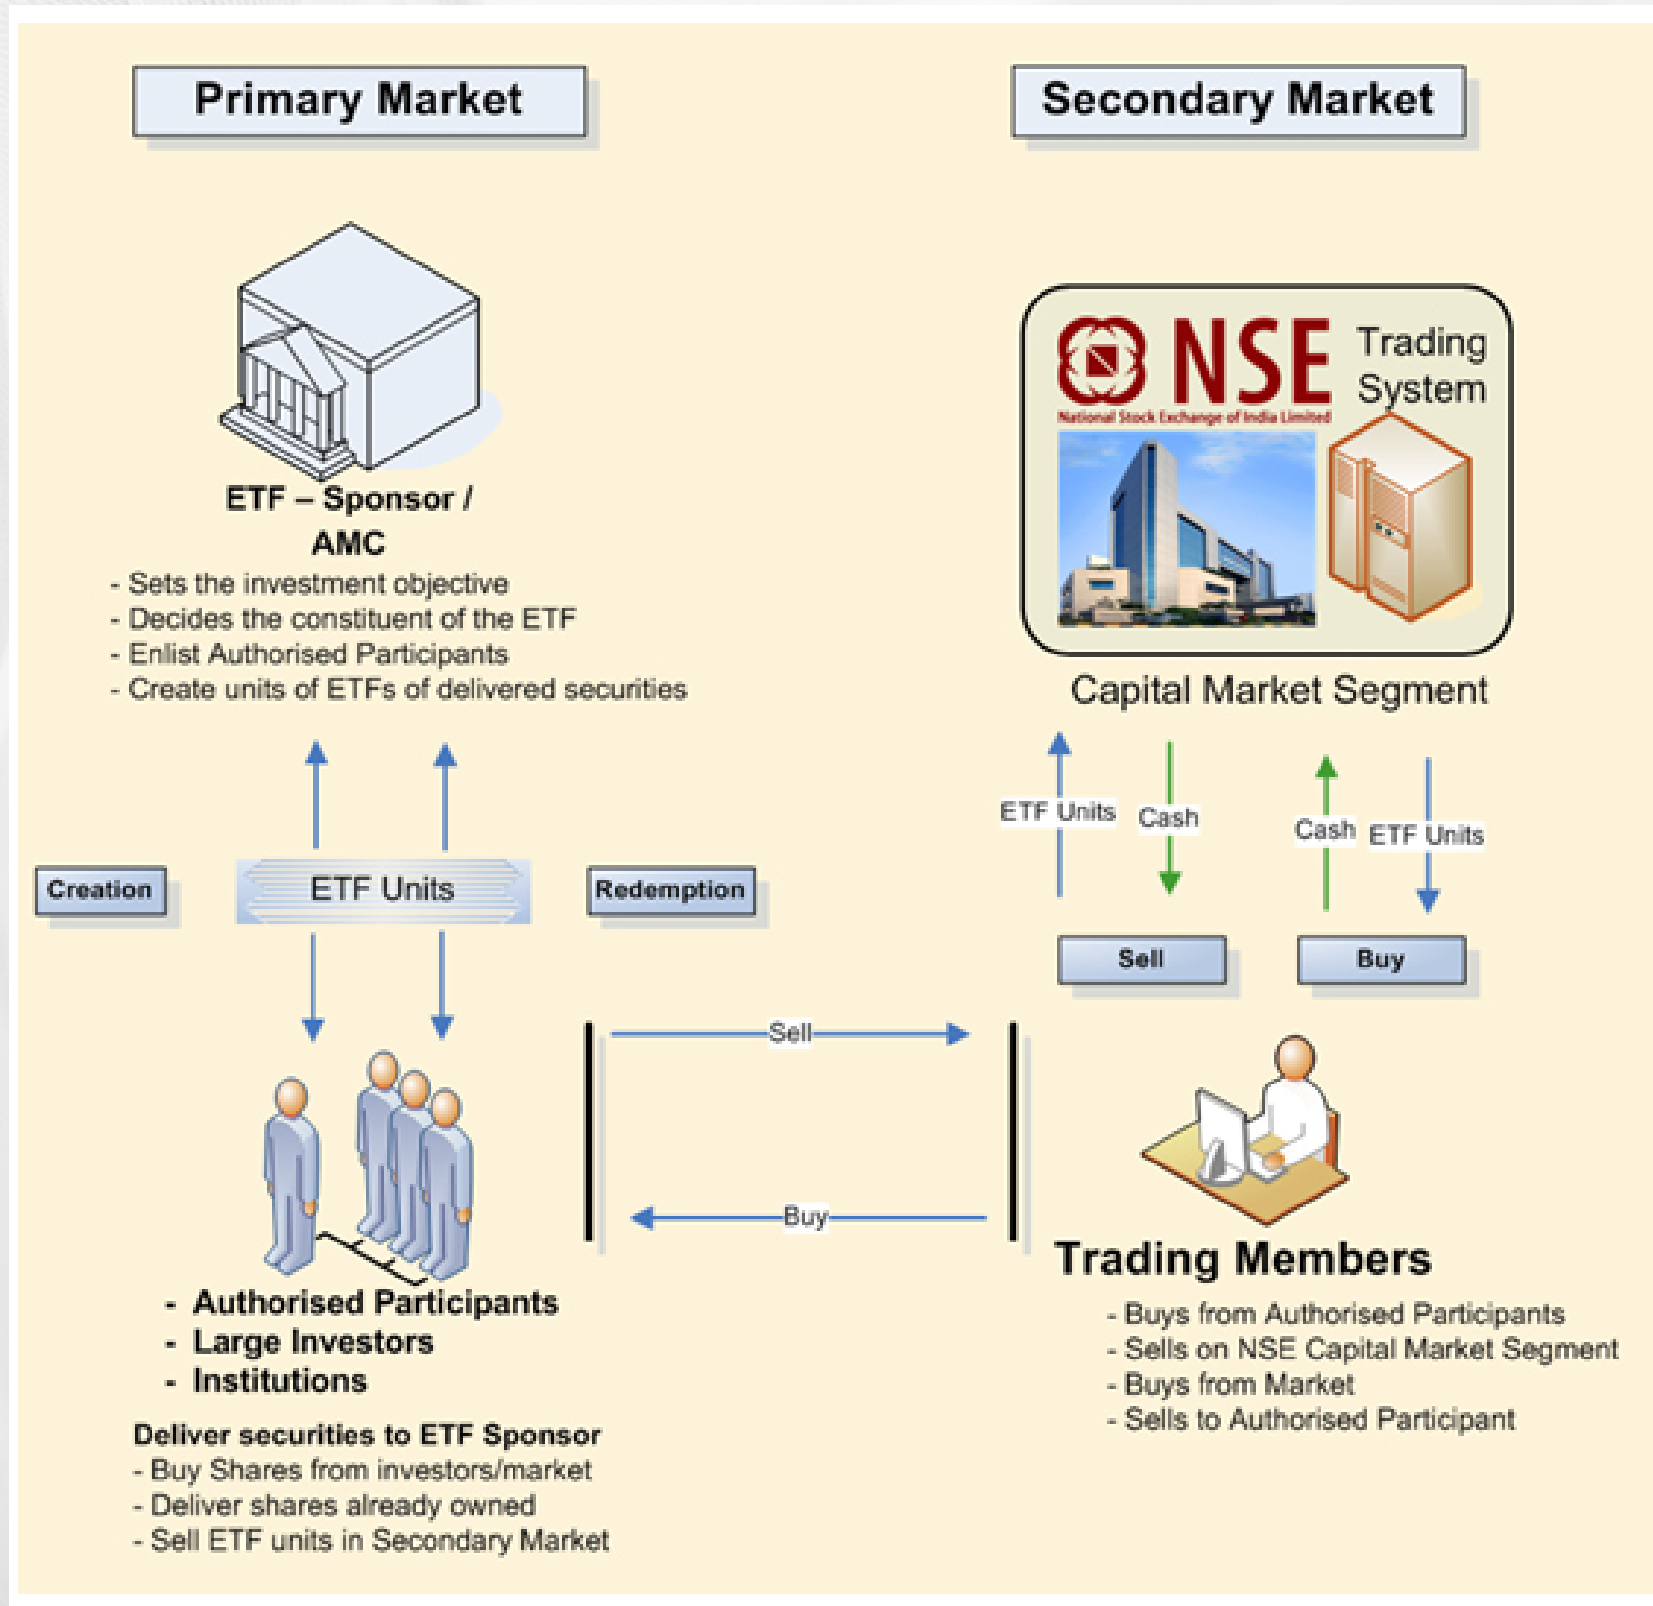 Primary Market
Secondary Market
ETF – Sponsor /
AMC
- Sets the investment objective
- Decides the constituent of the ETF
- Enlist Authorised Participants
- Create units of ETFs of delivered securities
NSE
National Stock Exchange of India Limited
Trading
System
Capital Market Segment
ETF Units
Cash
Cash
ETF Units
Creation
ETF Units
Redemption
Sell
Buy
Sell
Buy
- Authorised Participants
- Large Investors
- Institutions
Deliver securities to ETF Sponsor
- Buy Shares from investors/market
- Deliver shares already owned
- Sell ETF units in Secondary Market
Trading Members
- Buys from Authorised Participants
- Sells on NSE Capital Market Segment
- Buys from Market
- Sells to Authorised Participant